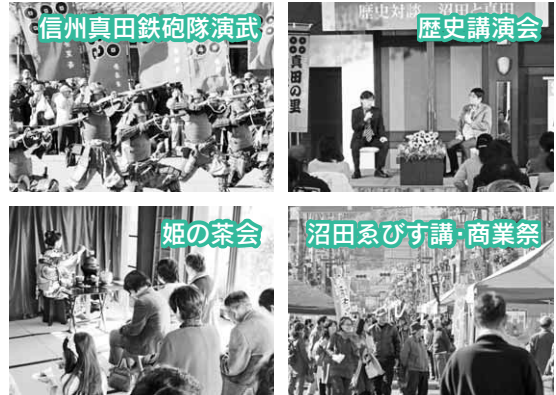 信州真田鉄砲隊演武
歴史講演会
歴史対談 沼田と真田
真田の里
姫の茶会
沼田ゑびす講・商業祭